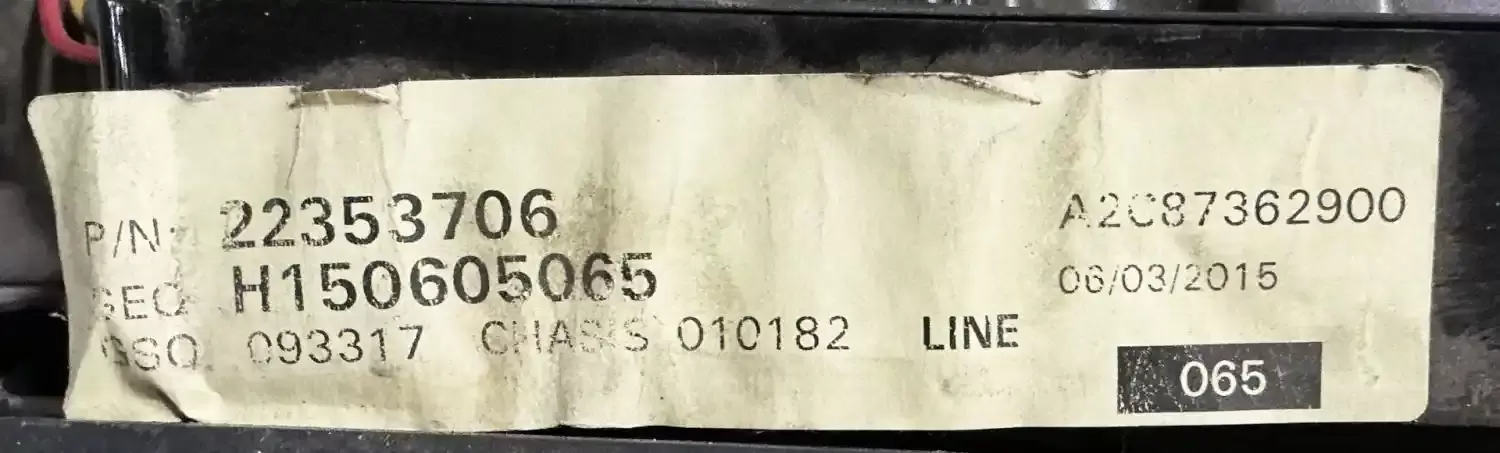 P/N: 22353706 A2C87362900
SEQ H150605065 06/03/2015
GSQ 093317 CHASIS 010182 LINE
065